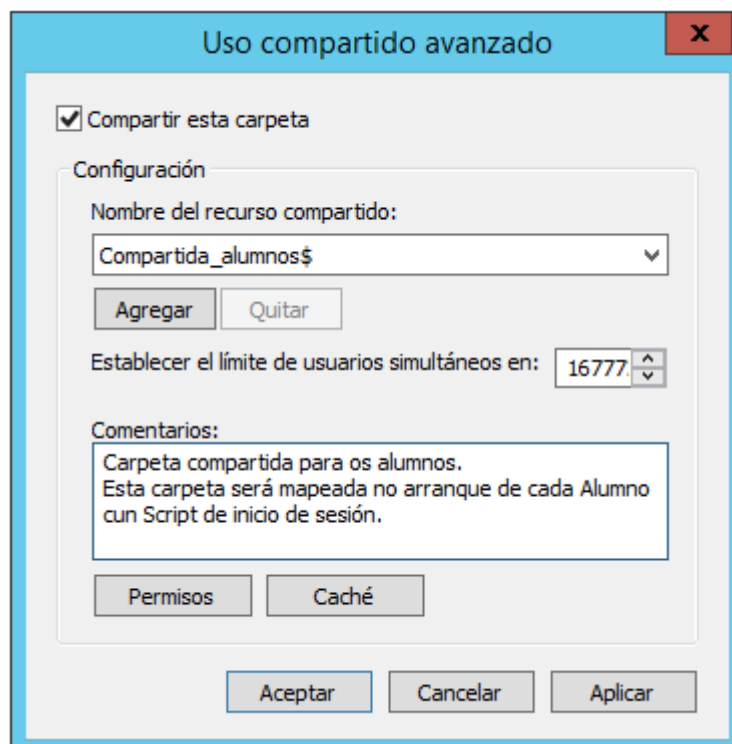 Uso compartido avanzado
x
Compartir esta carpeta
Configuración
Nombre del recurso compartido:
Compartida_alumnos$
Agregar Quitar
Establecer el límite de usuarios simultáneos en: 16777
Comentarios:
Carpeta compartida para os alumnos.
Esta carpeta será mapeada no arranque de cada Alumno
cun Script de inicio de sesión.
Permisos Caché
Aceptar Cancelar Aplicar